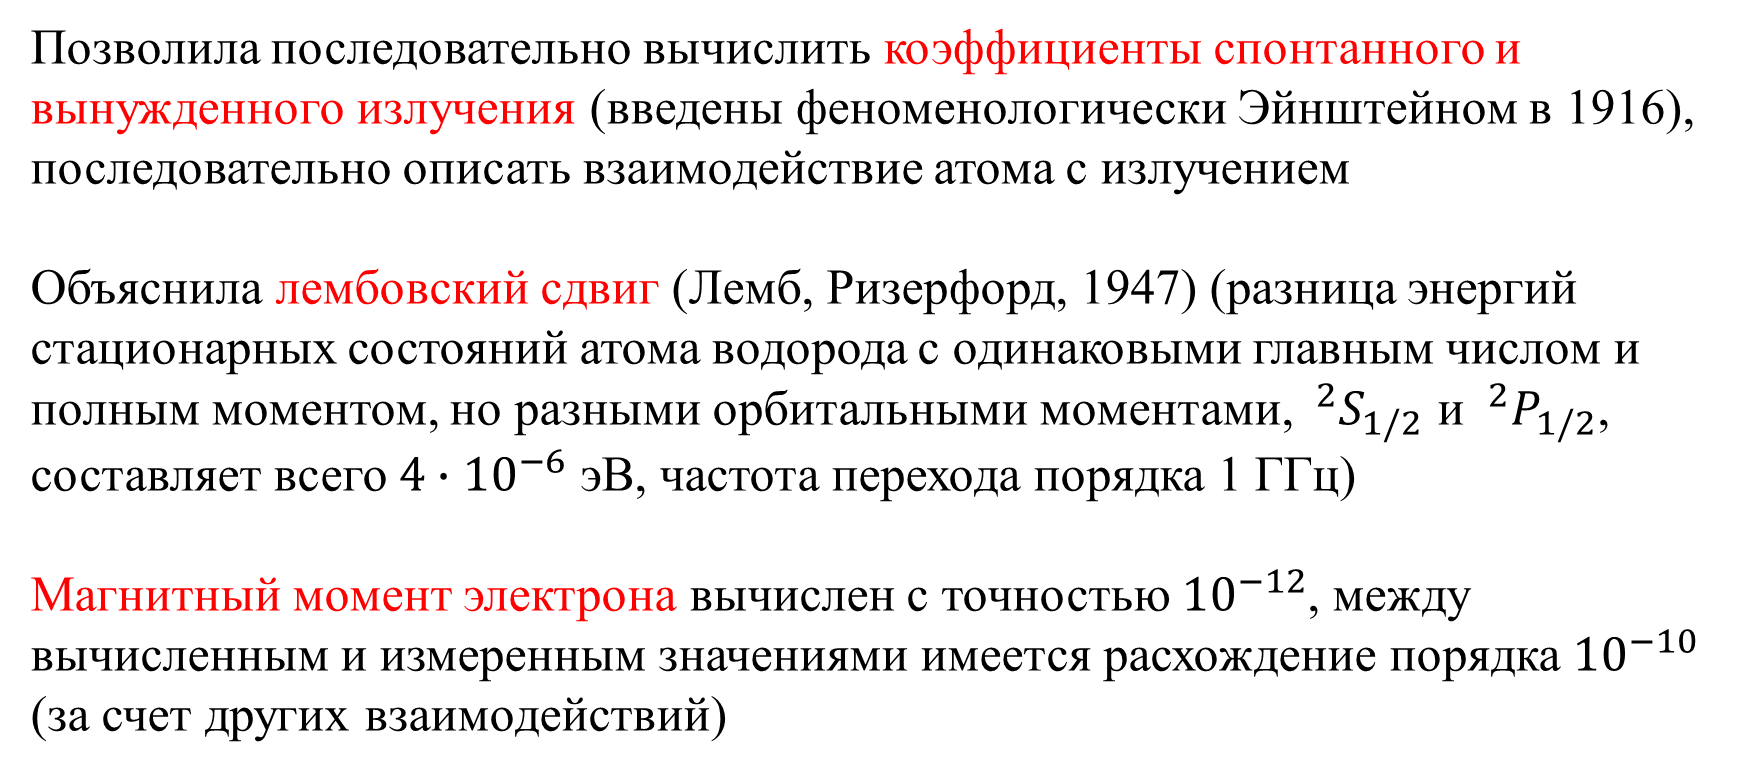 Позволила последовательно вычислить коэффициенты спонтанного и
вынужденного излучения (введены феноменологически Эйнштейном в 1916),
последовательно описать взаимодействие атома с излучением
Объяснила лембовский сдвиг (Лемб, Ризерфорд, 1947) (разница энергий
стационарных состояний атома водорода с одинаковыми главным числом и
полным моментом, но разными орбитальными моментами, ²S₁/₂ и ²P₁/₂,
составляет всего 4 · 10⁻⁶ эВ, частота перехода порядка 1 ГГц)
Магнитный момент электрона вычислен с точностью 10⁻¹², между
вычисленным и измеренным значениями имеется расхождение порядка 10⁻¹⁰
(за счет других взаимодействий)